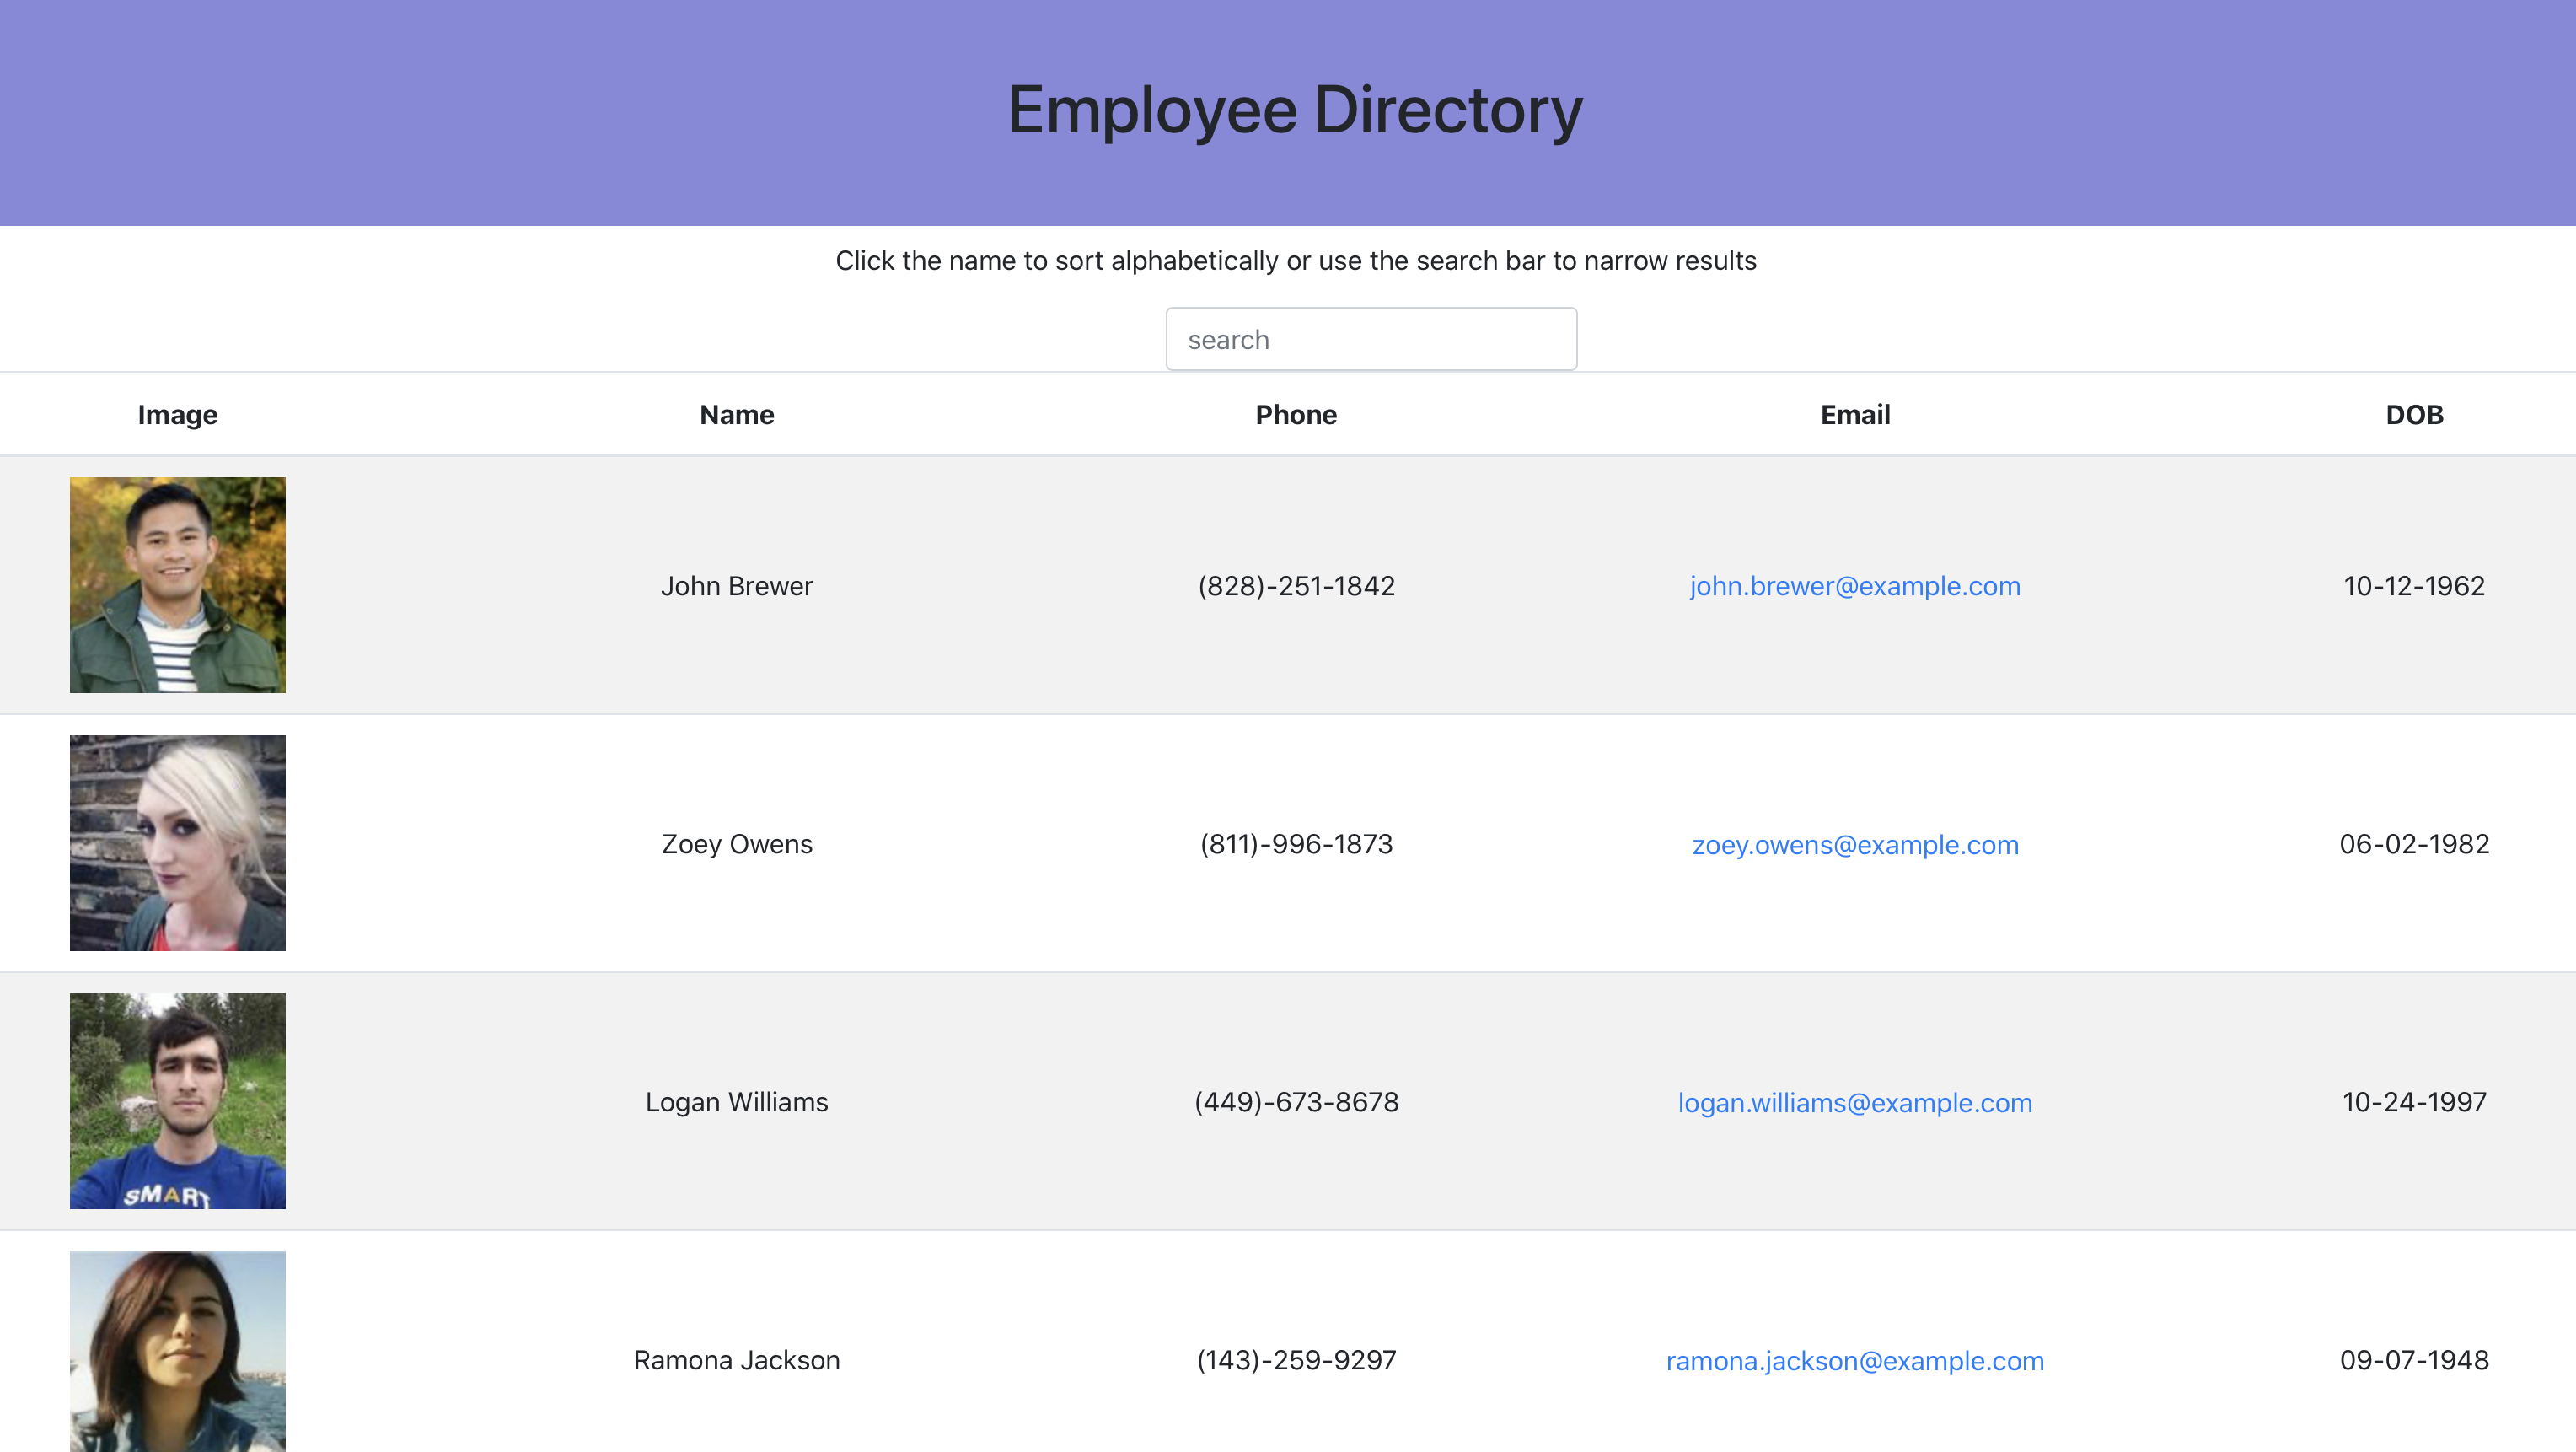 Employee Directory
Click the name to sort alphabetically or use the search bar to narrow results
search
Image Name Phone Email DOB
John Brewer (828)-251-1842 john.brewer@example.com 10-12-1962
Zoey Owens (811)-996-1873 zoey.owens@example.com 06-02-1982
SMART
Logan Williams (449)-673-8678 logan.williams@example.com 10-24-1997
Ramona Jackson (143)-259-9297 ramona.jackson@example.com 09-07-1948